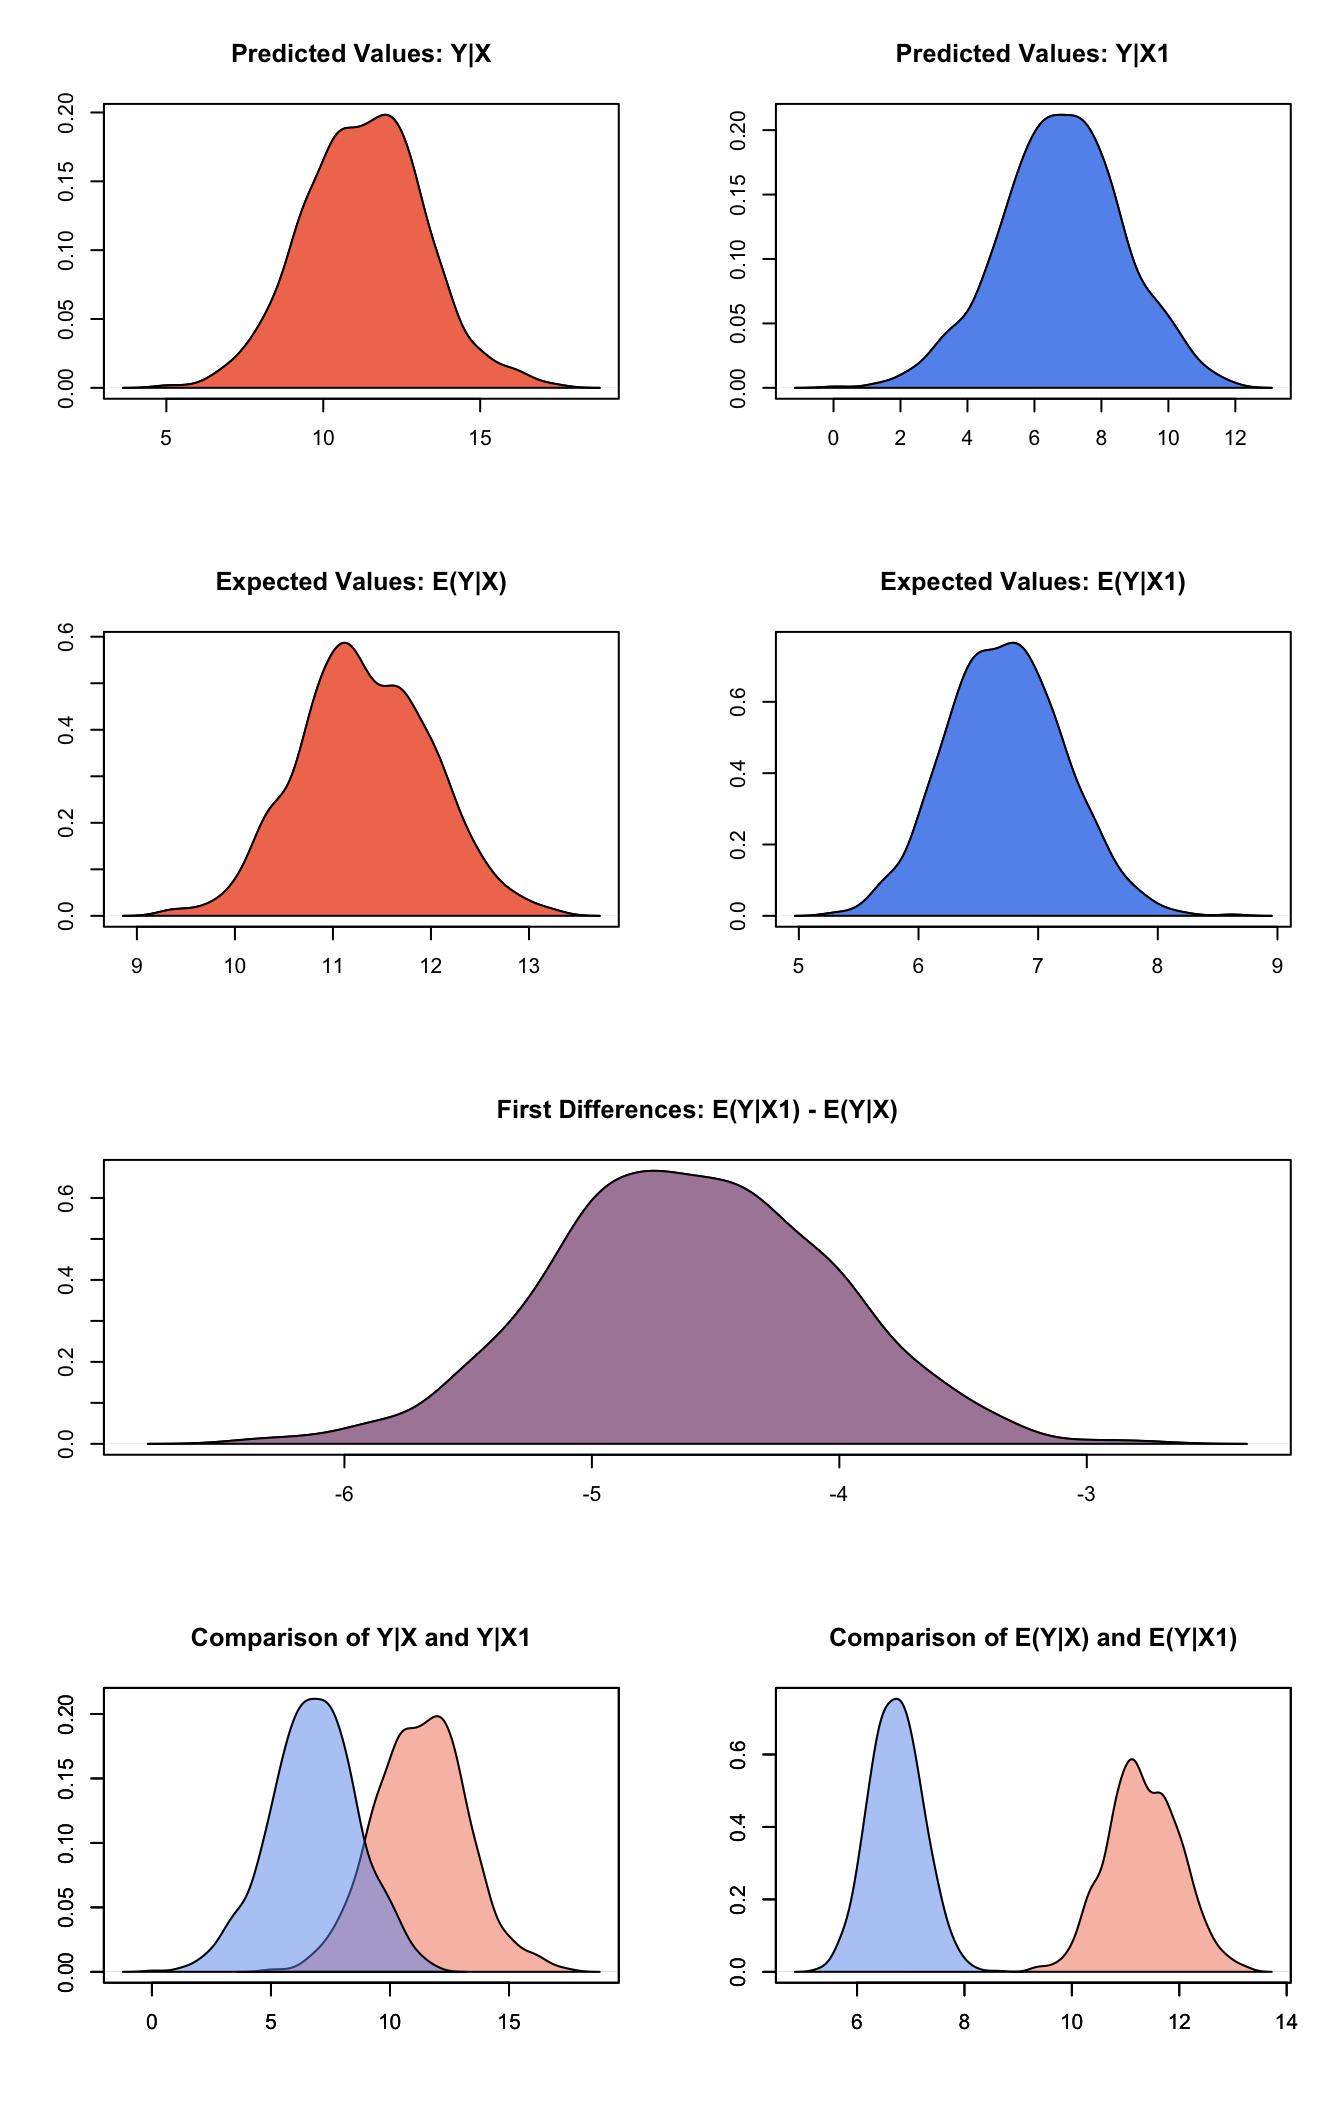 Predicted Values: Y|X
0.00 0.05 0.10 0.15 0.20
5 10 15
Predicted Values: Y|X1
0.00 0.05 0.10 0.15 0.20
0 2 4 6 8 10 12
Expected Values: E(Y|X)
0.0 0.2 0.4 0.6
9 10 11 12 13
Expected Values: E(Y|X1)
0.0 0.2 0.4 0.6
5 6 7 8 9
First Differences: E(Y|X1) - E(Y|X)
0.0 0.2 0.4 0.6
-6 -5 -4 -3
Comparison of Y|X and Y|X1
0.00 0.05 0.10 0.15 0.20
0 5 10 15
Comparison of E(Y|X) and E(Y|X1)
0.0 0.2 0.4 0.6
6 8 10 12 14